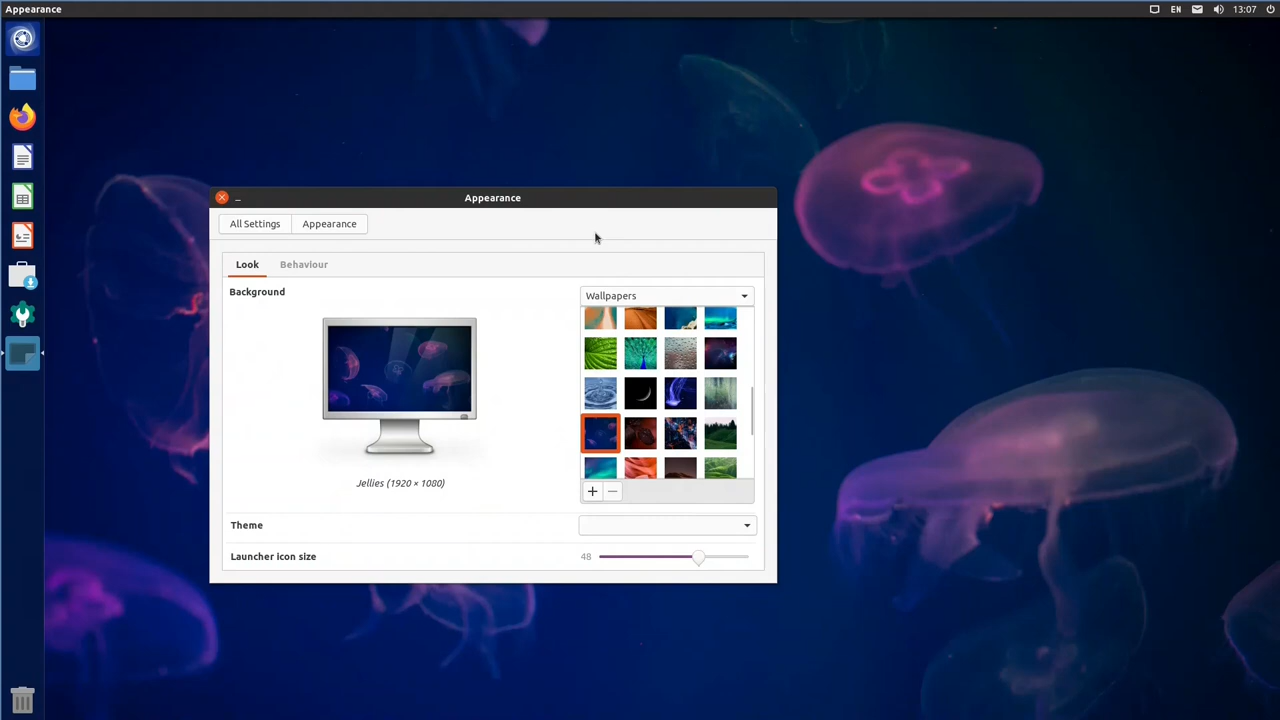 Appearance
EN
13:07
Appearance
All Settings
Appearance
Look
Behaviour
Background
Wallpapers
Jellies (1920 × 1080)
Theme
Launcher icon size
48